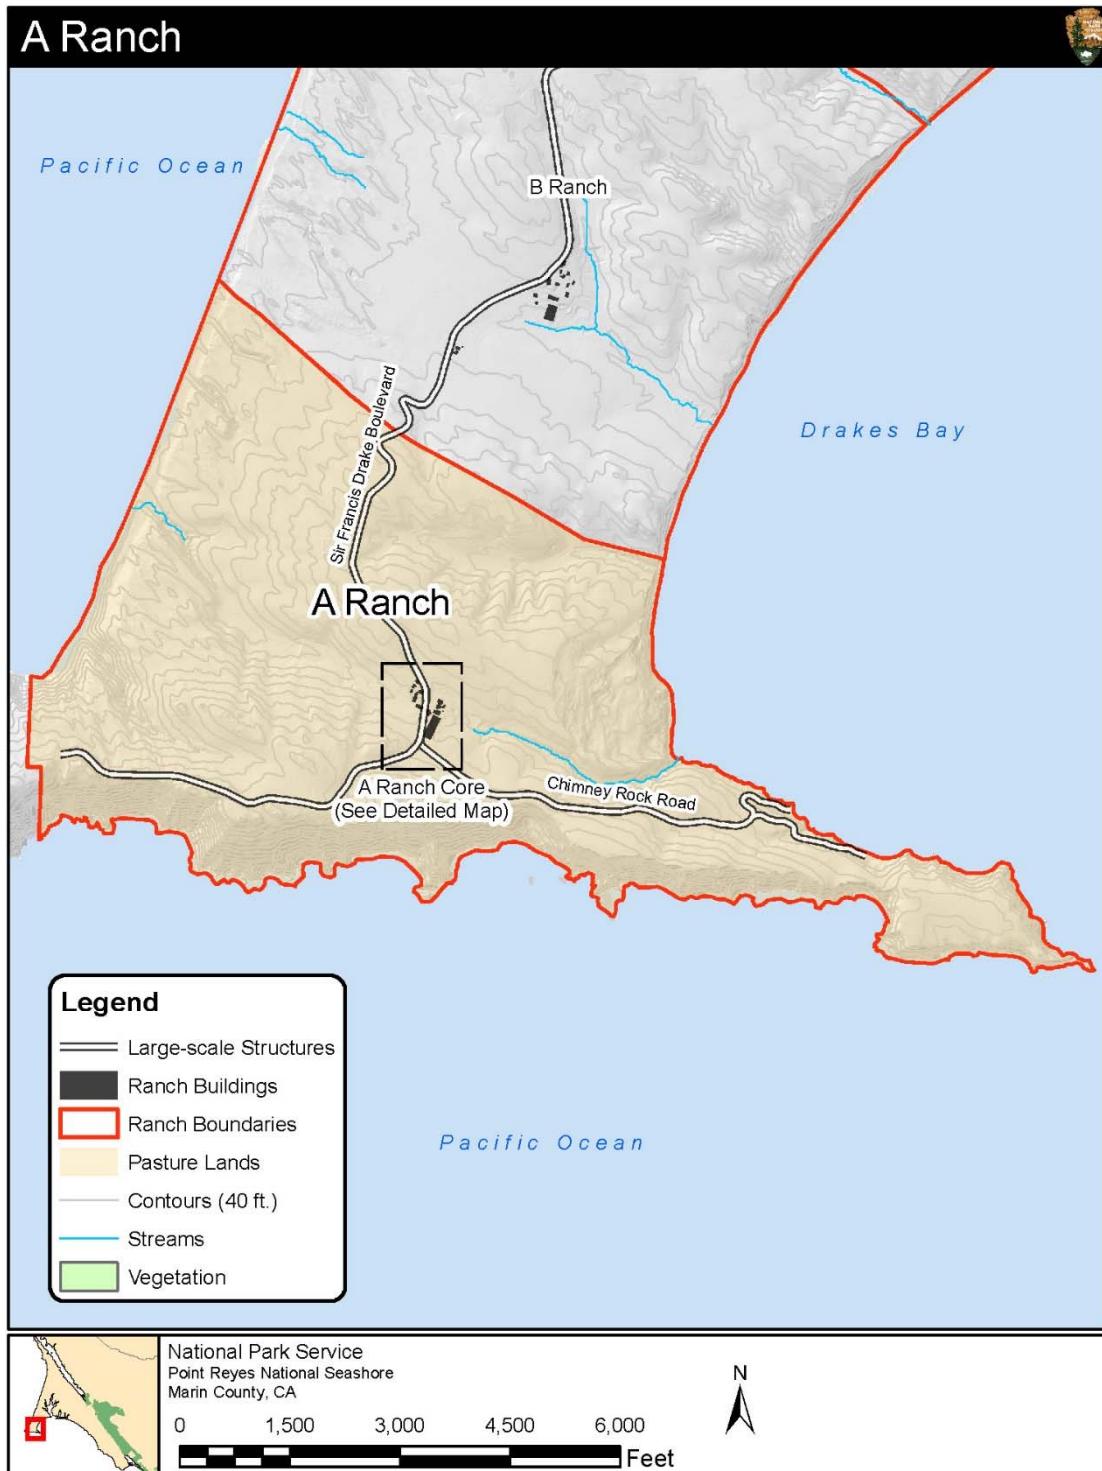 A Ranch
Pacific Ocean
B Ranch
Drakes Bay
Sir Francis Drake Boulevard
A Ranch
A Ranch Core
(See Detailed Map)
Chimney Rock Road
Pacific Ocean
Legend
Large-scale Structures
Ranch Buildings
Ranch Boundaries
Pasture Lands
Contours (40 ft.)
Streams
Vegetation
National Park Service
Point Reyes National Seashore
Marin County, CA
N
0 1,500 3,000 4,500 6,000
Feet